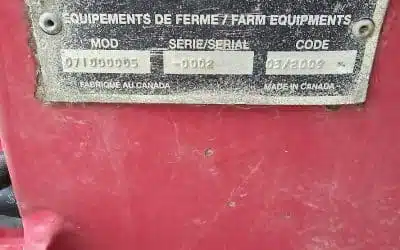 EQUIPEMENTS DE FERME / FARM EQUIPMENTS
MOD SERIE/SERIAL CODE
071000005 -0002 03/2009
FABRIQUE AU CANADA MADE IN CANADA